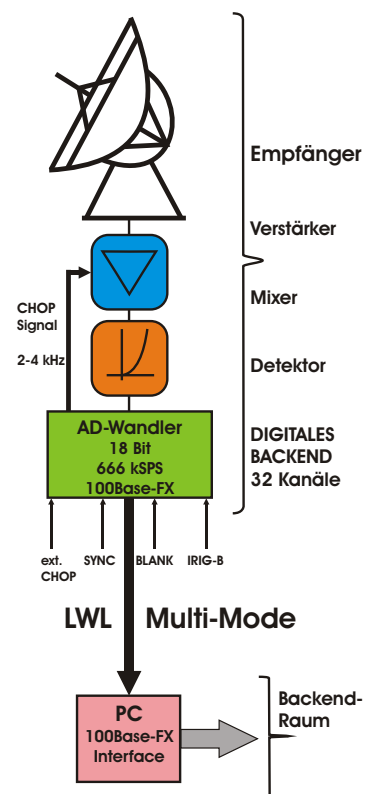 Empfänger
Verstärker
Mixer
CHOP
Signal
2-4 kHz
Detektor
AD-Wandler
18 Bit
666 kSPS
100Base-FX
DIGITALES
BACKEND
32 Kanäle
ext.
CHOP
SYNC
BLANK
IRIG-B
LWL Multi-Mode
PC
100Base-FX
Interface
Backend-
Raum